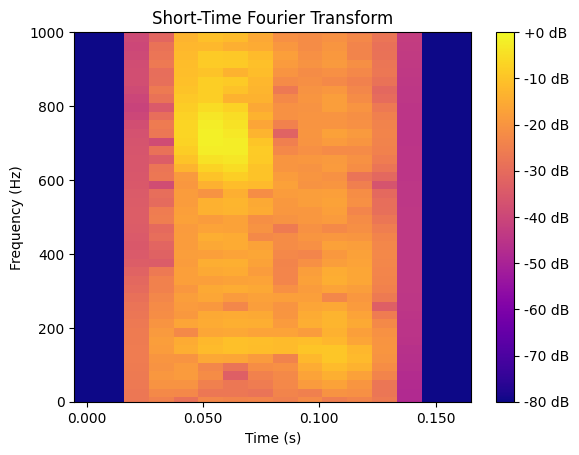 Short-Time Fourier Transform
1000
800
600
400
200
0
Frequency (Hz)
0.000
0.050
0.100
0.150
Time (s)
+0 dB
-10 dB
-20 dB
-30 dB
-40 dB
-50 dB
-60 dB
-70 dB
-80 dB